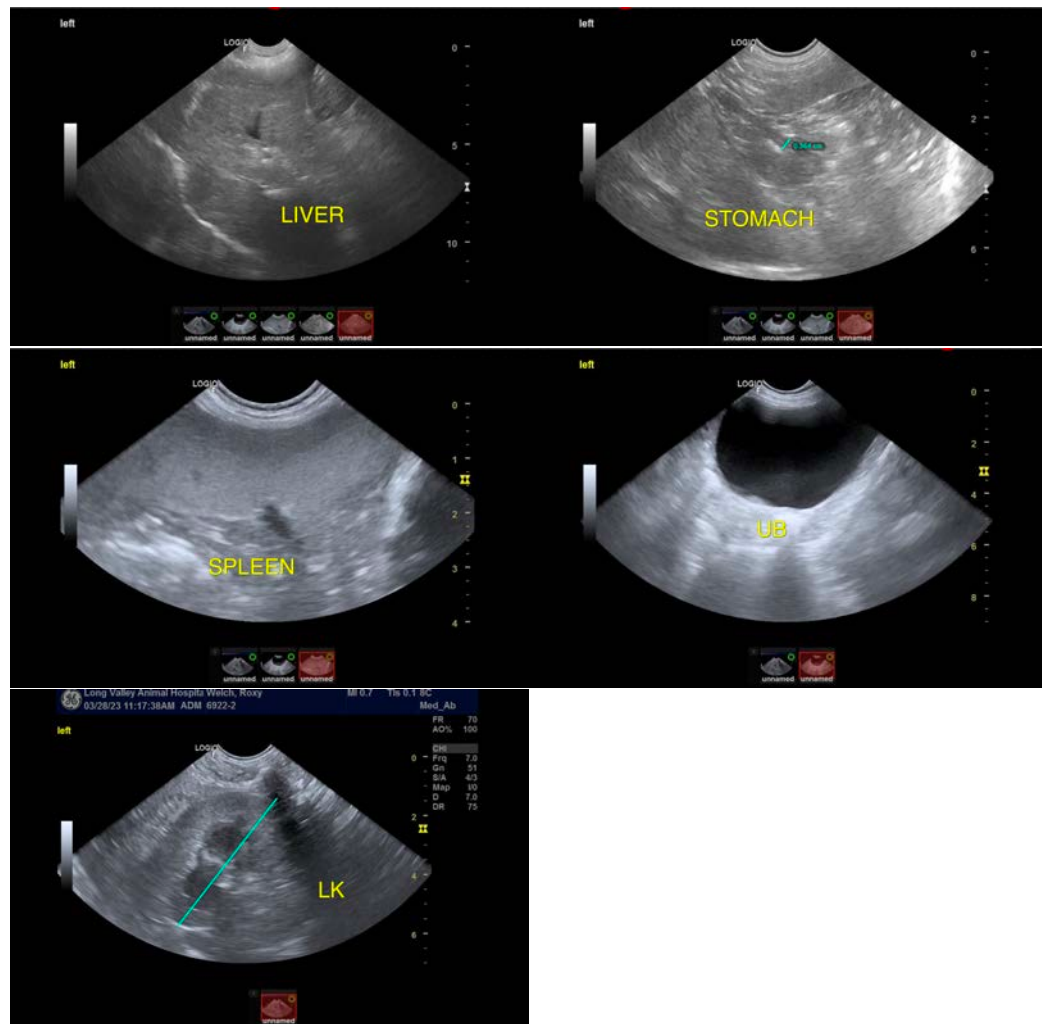 left
LOGIQ
0
5
10
LIVER
unnamed unnamed unnamed unnamed unnamed
left
LOGIQ
0
2
6
STOMACH
unnamed unnamed unnamed unnamed
left
LOGIQ
0
1
2
3
4
SPLEEN
unnamed unnamed unnamed
left
LOGIQ
0
2
4
6
8
UB
unnamed unnamed
GE Long Valley Animal Hospita Welch, Roxy MI 0.7 TIs 0.1 8C
03/28/23 11:17:38AM ADM 6922-2 Med_Ab
left
FR 70
AO% 100
CHI
Frq 7.0
Gn 51
S/A 4/3
Map I/0
D 7.0
DR 75
LOGIQ
0
2
4
6
LK
unnamed